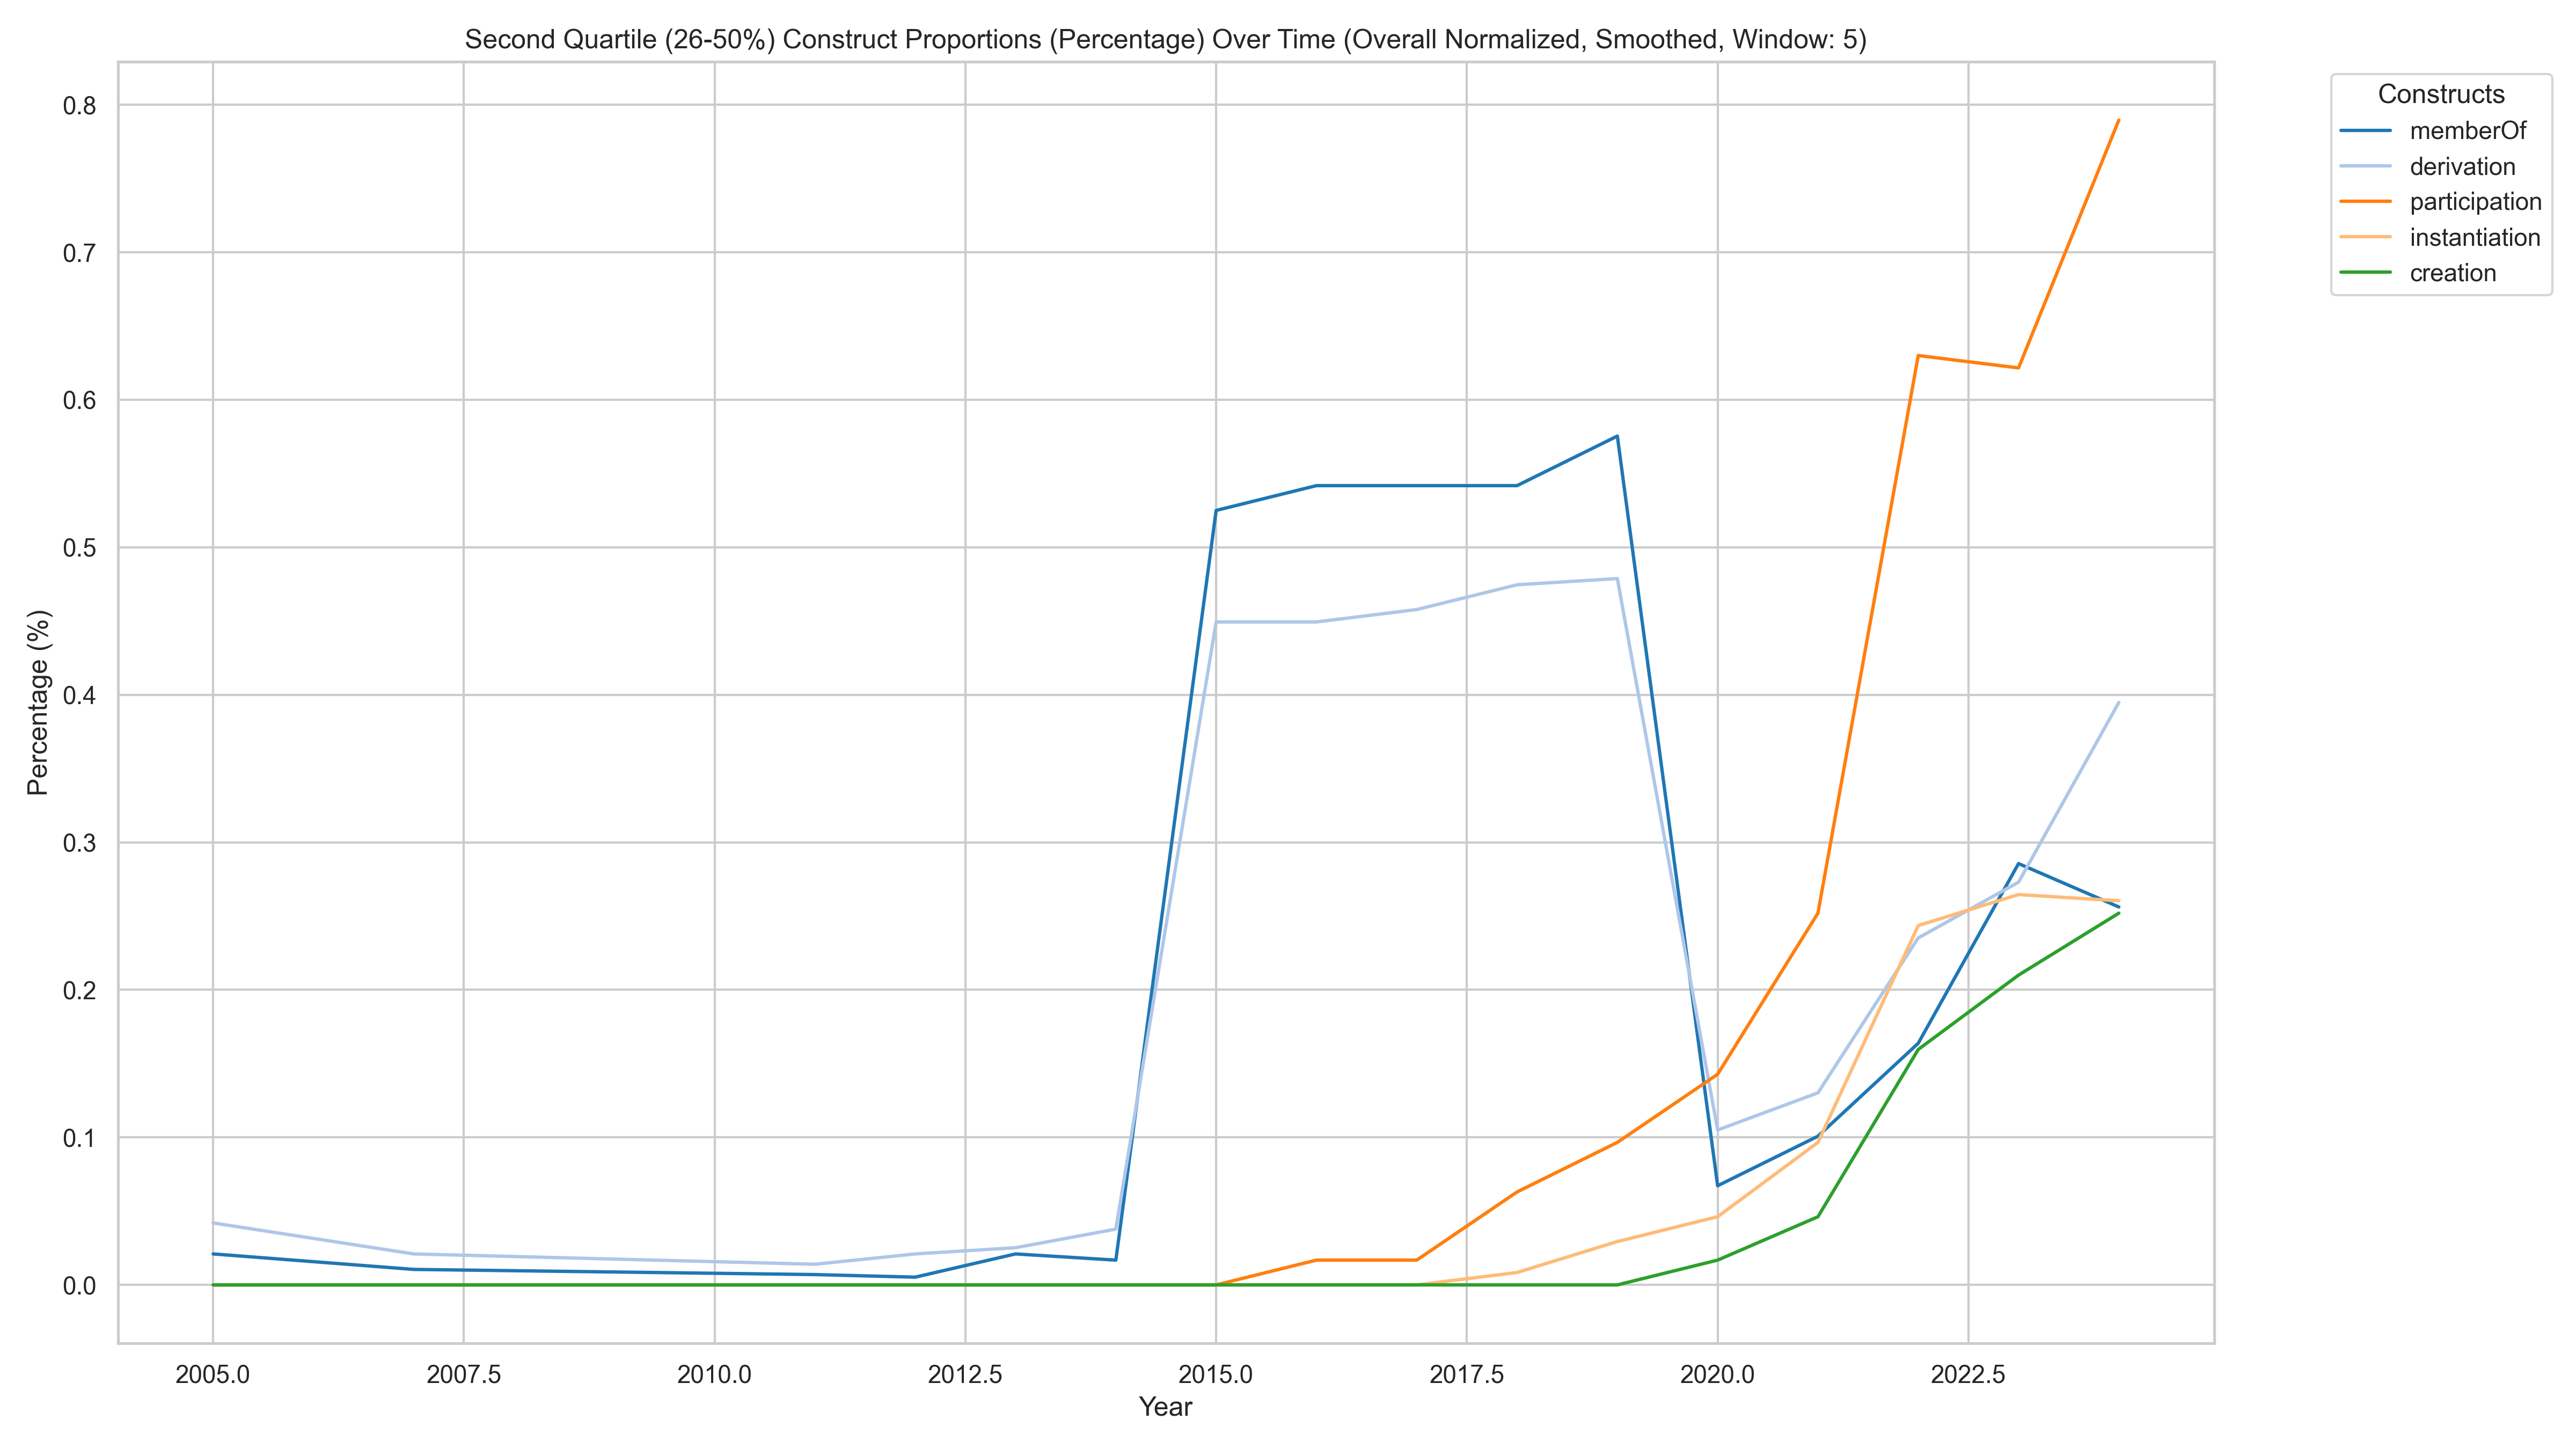 Second Quartile (26-50%) Construct Proportions (Percentage) Over Time (Overall Normalized, Smoothed, Window: 5)
Constructs
memberOf
derivation
participation
instantiation
creation
Percentage (%)
0.8
0.7
0.6
0.5
0.4
0.3
0.2
0.1
0.0
2005.0 2007.5 2010.0 2012.5 2015.0 2017.5 2020.0 2022.5
Year